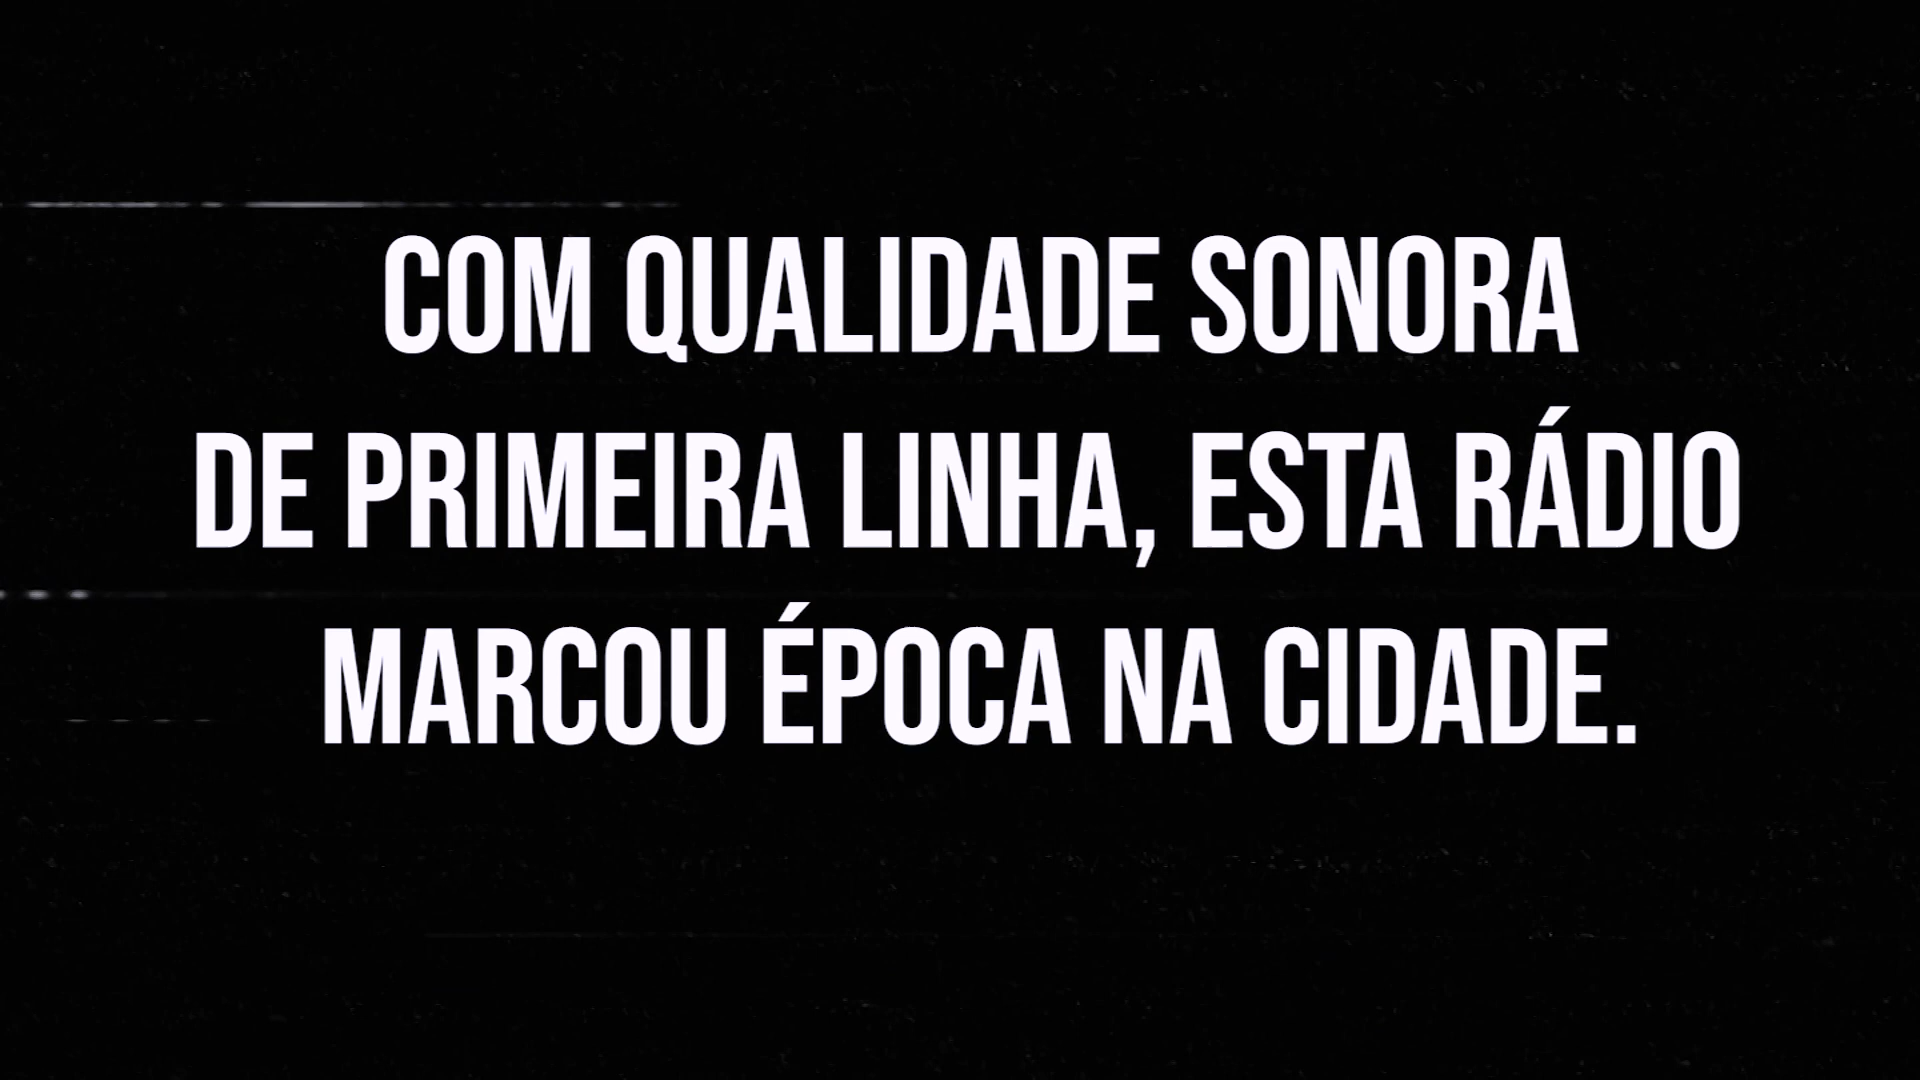 COM QUALIDADE SONORA
DE PRIMEIRA LINHA, ESTA RÁDIO
MARCOU ÉPOCA NA CIDADE.